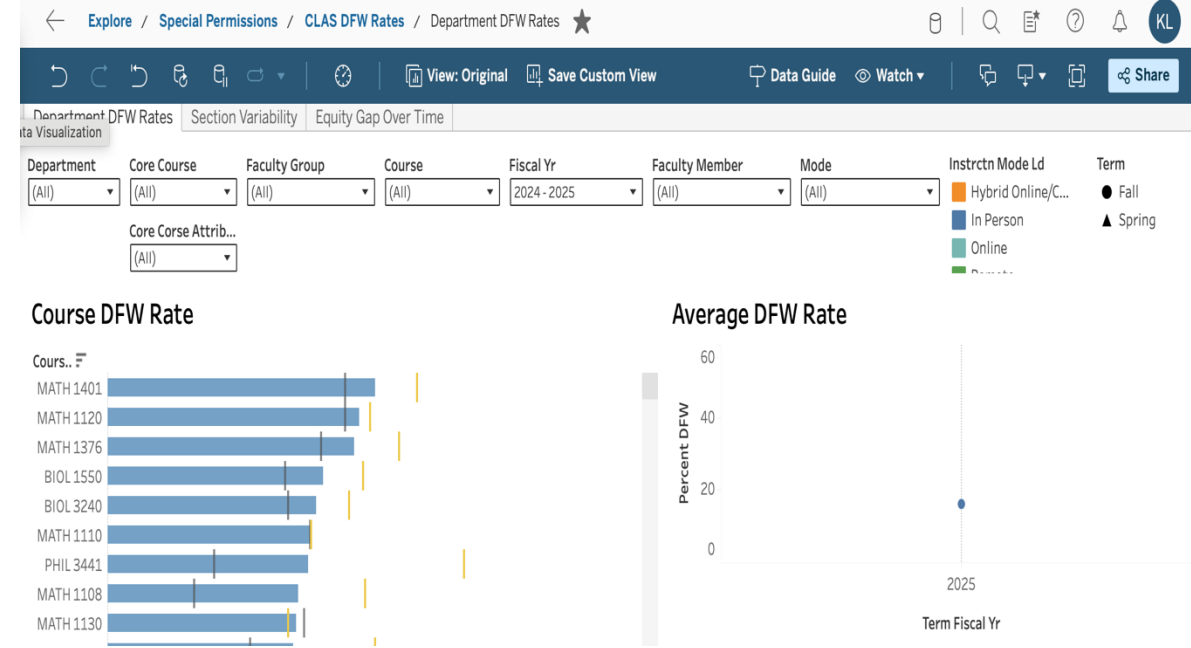 Explore / Special Permissions / CLAS DFW Rates / Department DFW Rates
KL
View: Original Save Custom View Data Guide Watch Share
Department DFW Rates Section Variability Equity Gap Over Time
ata Visualization
Department Core Course Faculty Group Course Fiscal Yr Faculty Member Mode
(All) (All) (All) (All) 2024 - 2025 (All) (All)
Core Corse Attrib...
(All)
Instrctn Mode Ld
Hybrid Online/C...
In Person
Online
Term
Fall
Spring
Course DFW Rate
Cours..
MATH 1401
MATH 1120
MATH 1376
BIOL 1550
BIOL 3240
MATH 1110
PHIL 3441
MATH 1108
MATH 1130
Average DFW Rate
Percent DFW
60
40
20
0
2025
Term Fiscal Yr